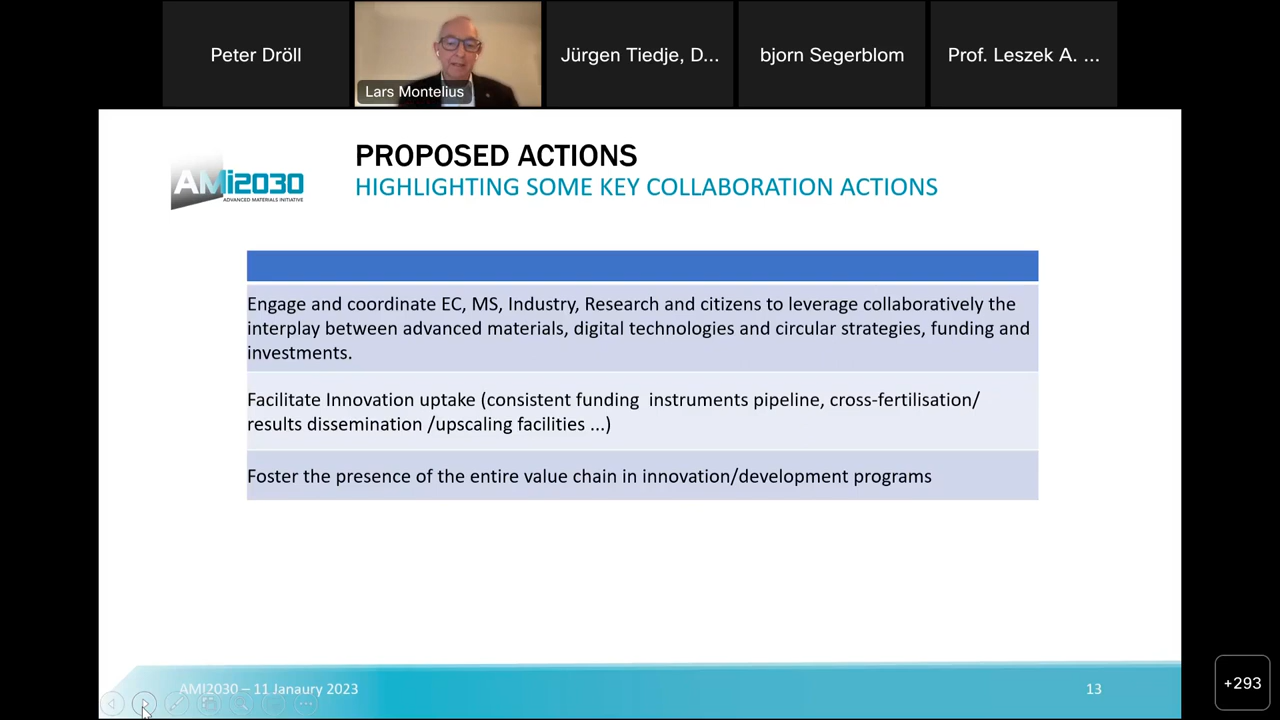 Peter Dröll
Lars Montelius
Jürgen Tiedje, D...
bjorn Segerblom
Prof. Leszek A. ...
AMi2030
ADVANCED MATERIALS INITIATIVE
PROPOSED ACTIONS
HIGHLIGHTING SOME KEY COLLABORATION ACTIONS
Engage and coordinate EC, MS, Industry, Research and citizens to leverage collaboratively the
interplay between advanced materials, digital technologies and circular strategies, funding and
investments.
Facilitate Innovation uptake (consistent funding instruments pipeline, cross-fertilisation/
results dissemination /upscaling facilities ...)
Foster the presence of the entire value chain in innovation/development programs
AMI2030 – 11 Janaury 2023
13
+293